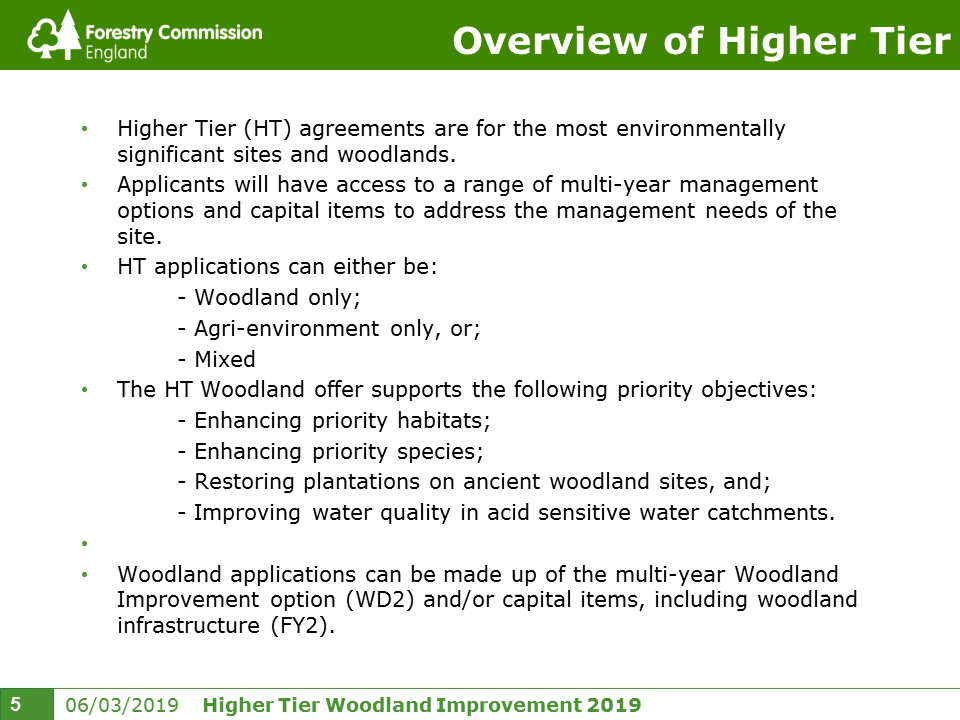 Forestry Commission
England
Overview of Higher Tier
• Higher Tier (HT) agreements are for the most environmentally
significant sites and woodlands.
• Applicants will have access to a range of multi-year management
options and capital items to address the management needs of the
site.
• HT applications can either be:
- Woodland only;
- Agri-environment only, or;
- Mixed
• The HT Woodland offer supports the following priority objectives:
- Enhancing priority habitats;
- Enhancing priority species;
- Restoring plantations on ancient woodland sites, and;
- Improving water quality in acid sensitive water catchments.
•
• Woodland applications can be made up of the multi-year Woodland
Improvement option (WD2) and/or capital items, including woodland
infrastructure (FY2).
5 06/03/2019 Higher Tier Woodland Improvement 2019